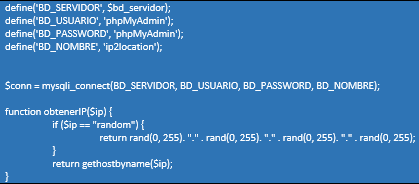 define('BD_SERVIDOR', $bd_servidor);
define('BD_USUARIO', 'phpMyAdmin');
define('BD_PASSWORD', 'phpMyAdmin');
define('BD_NOMBRE', 'ip2location');
$conn = mysqli_connect(BD_SERVIDOR, BD_USUARIO, BD_PASSWORD, BD_NOMBRE);
function obtenerIP($ip) {
if ($ip == "random") {
return rand(0, 255). "." . rand(0, 255). "." . rand(0, 255). "." . rand(0, 255);
}
return gethostbyname($ip);
}